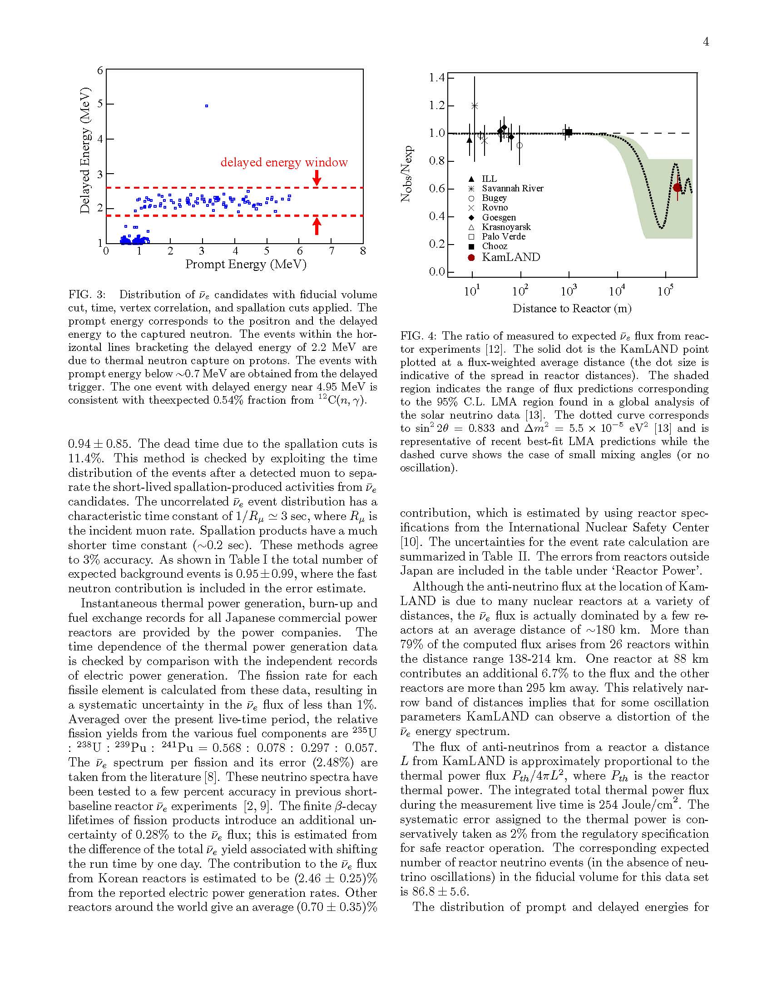 4
6
5
4
3
2
1
0
1
2
3
4
5
6
7
8
Delayed Energy (MeV)
delayed energy window
Prompt Energy (MeV)
FIG. 3: Distribution of ν̄e candidates with fiducial volume
cut, time, vertex correlation, and spallation cuts applied. The
prompt energy corresponds to the positron and the delayed
energy to the captured neutron. The events within the hor-
izontal lines bracketing the delayed energy of 2.2 MeV are
due to thermal neutron capture on protons. The events with
prompt energy below ∼0.7 MeV are obtained from the delayed
trigger. The one event with delayed energy near 4.95 MeV is
consistent with theexpected 0.54% fraction from ¹²C(n, γ).
0.94 ± 0.85. The dead time due to the spallation cuts is
11.4%. This method is checked by exploiting the time
distribution of the events after a detected muon to sepa-
rate the short-lived spallation-produced activities from ν̄e
candidates. The uncorrelated ν̄e event distribution has a
characteristic time constant of 1/Rμ ≃ 3 sec, where Rμ is
the incident muon rate. Spallation products have a much
shorter time constant (∼0.2 sec). These methods agree
to 3% accuracy. As shown in Table I the total number of
expected background events is 0.95±0.99, where the fast
neutron contribution is included in the error estimate.
Instantaneous thermal power generation, burn-up and
fuel exchange records for all Japanese commercial power
reactors are provided by the power companies. The
time dependence of the thermal power generation data
is checked by comparison with the independent records
of electric power generation. The fission rate for each
fissile element is calculated from these data, resulting in
a systematic uncertainty in the ν̄e flux of less than 1%.
Averaged over the present live-time period, the relative
fission yields from the various fuel components are ²³⁵U
: ²³⁸U : ²³⁹Pu : ²⁴¹Pu = 0.568 : 0.078 : 0.297 : 0.057.
The ν̄e spectrum per fission and its error (2.48%) are
taken from the literature [8]. These neutrino spectra have
been tested to a few percent accuracy in previous short-
baseline reactor ν̄e experiments [2, 9]. The finite β-decay
lifetimes of fission products introduce an additional un-
certainty of 0.28% to the ν̄e flux; this is estimated from
the difference of the total ν̄e yield associated with shifting
the run time by one day. The contribution to the ν̄e flux
from Korean reactors is estimated to be (2.46 ± 0.25)%
from the reported electric power generation rates. Other
reactors around the world give an average (0.70 ± 0.35)%
1.4
1.2
1.0
0.8
0.6
0.4
0.2
0.0
Nobs/Nexp
ILL
Savannah River
Bugey
Rovno
Goesgen
Krasnoyarsk
Palo Verde
Chooz
KamLAND
10¹
10²
10³
10⁴
10⁵
Distance to Reactor (m)
FIG. 4: The ratio of measured to expected ν̄e flux from reac-
tor experiments [12]. The solid dot is the KamLAND point
plotted at a flux-weighted average distance (the dot size is
indicative of the spread in reactor distances). The shaded
region indicates the range of flux predictions corresponding
to the 95% C.L. LMA region found in a global analysis of
the solar neutrino data [13]. The dotted curve corresponds
to sin² 2θ = 0.833 and Δm² = 5.5 × 10⁻⁵ eV² [13] and is
representative of recent best-fit LMA predictions while the
dashed curve shows the case of small mixing angles (or no
oscillation).
contribution, which is estimated by using reactor spec-
ifications from the International Nuclear Safety Center
[10]. The uncertainties for the event rate calculation are
summarized in Table II. The errors from reactors outside
Japan are included in the table under ‘Reactor Power’.
Although the anti-neutrino flux at the location of Kam-
LAND is due to many nuclear reactors at a variety of
distances, the ν̄e flux is actually dominated by a few re-
actors at an average distance of ∼180 km. More than
79% of the computed flux arises from 26 reactors within
the distance range 138-214 km. One reactor at 88 km
contributes an additional 6.7% to the flux and the other
reactors are more than 295 km away. This relatively nar-
row band of distances implies that for some oscillation
parameters KamLAND can observe a distortion of the
ν̄e energy spectrum.
The flux of anti-neutrinos from a reactor a distance
L from KamLAND is approximately proportional to the
thermal power flux Pth/4πL², where Pth is the reactor
thermal power. The integrated total thermal power flux
during the measurement live time is 254 Joule/cm². The
systematic error assigned to the thermal power is con-
servatively taken as 2% from the regulatory specification
for safe reactor operation. The corresponding expected
number of reactor neutrino events (in the absence of neu-
trino oscillations) in the fiducial volume for this data set
is 86.8 ± 5.6.
The distribution of prompt and delayed energies for